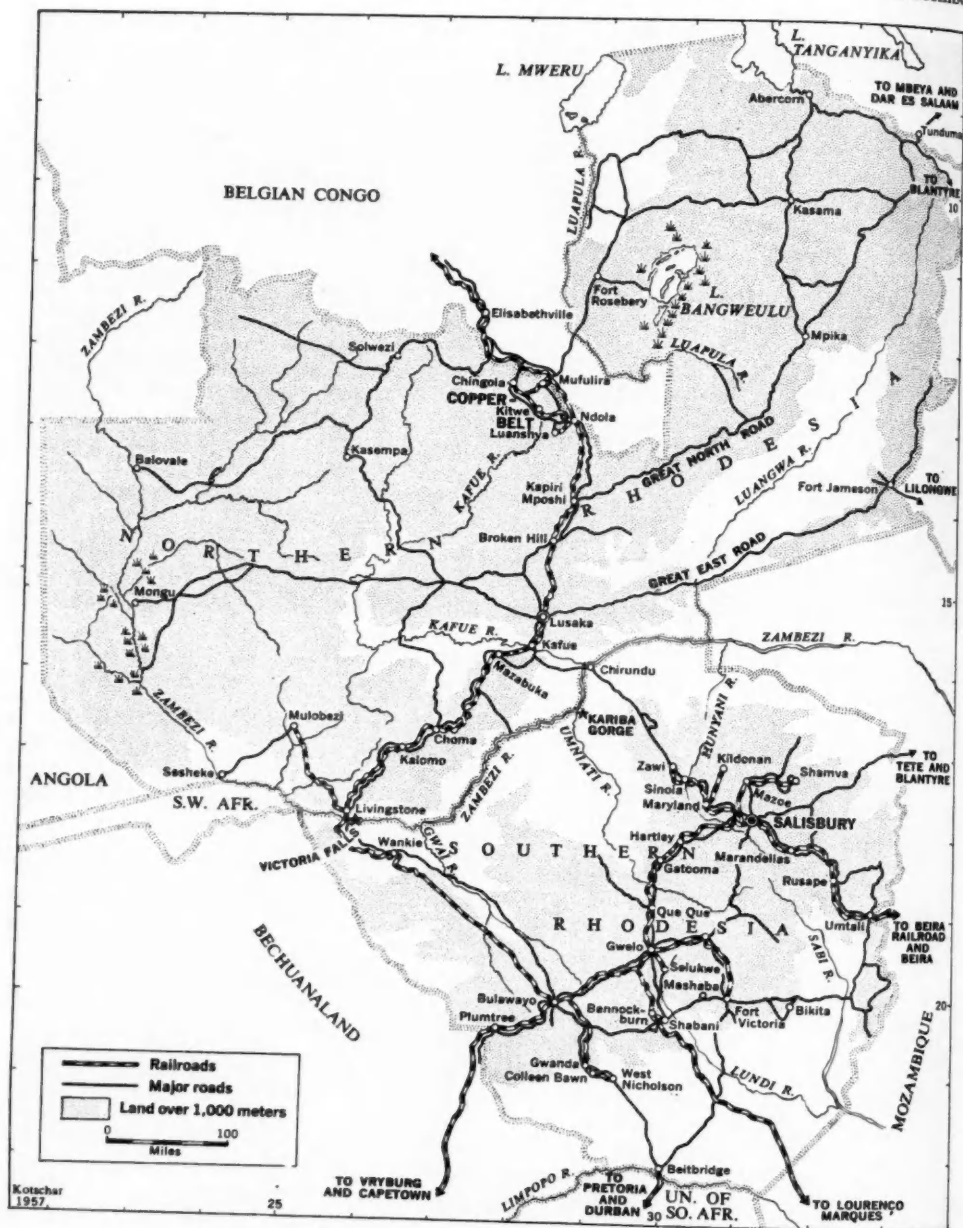 L.
TANGANYIKA
L. MWERU
Abercorn
TO MBEYA AND
DAR ES SALAAM
Tunduma
BELGIAN CONGO
LUAPULA R.
TO
BLANTYRE
10
Kasama
ZAMBEZI R.
Fort
Rosebery
L.
BANGWEULU
Elisabethville
Solwezi
Mpika
LUAPULA R.
Chingola
Mufulira
COPPER
BELT
Kitwe
Ndola
Luanshya
Balovale
Kasempa
KAFUE R.
GREAT NORTH ROAD
LUANGWA R.
Kapiri
Mposhi
Fort Jameson
TO
LILONGWE
NORTHERN
RHODESIA
Broken Hill
GREAT EAST ROAD
Mongu
15
Lusaka
KAFUE R.
Kafue
ZAMBEZI R.
Mazabuka
Chirundu
ZAMBEZI R.
Mulobezi
KARIBA
GORGE
HUNYANI R.
Choma
UMNIATI R.
Kalomo
Zawi
Kildonan
Shamva
TO
TETE AND
BLANTYRE
Sesheke
ANGOLA
ZAMBEZI R.
Sinola
Mazoe
S.W. AFR.
Livingstone
Maryland
SALISBURY
VICTORIA FALLS
Wankie
GWAI R.
Hartley
SOUTHERN
Marandellas
Gatooma
Rusape
Que Que
Umtali
RHODESIA
TO BEIRA
RAILROAD
AND
BEIRA
BECHUANALAND
Gwelo
SABI R.
Selukwe
Mashaba
Bulawayo
20
Plumtree
Bannock-
burn
Shabani
Fort
Victoria
Bikita
Gwanda
Colleen Bawn
West
Nicholson
LUNDI R.
MOZAMBIQUE
Railroads
Major roads
Land over 1,000 meters
0 100
Miles
Beitbridge
TO VRYBURG
AND CAPETOWN
LIMPOPO R.
TO
PRETORIA
AND
DURBAN
UN. OF
SO. AFR.
TO LOURENCO
MARQUES
Kotschar
1957
25
30